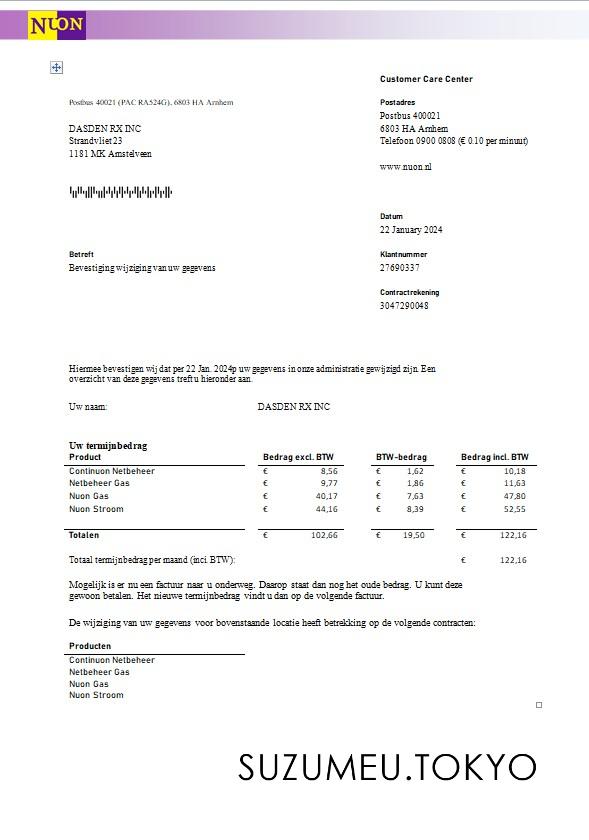 NUON
Customer Care Center
Postbus 40021 (PAC RA524G), 6803 HA Arnhem
Postadres
Postbus 400021
6803 HA Arnhem
Telefoon 0900 0808 (€ 0.10 per minuut)
www.nuon.nl
DASDEN RX INC
Strandvliet 23
1181 MK Amstelveen
Datum
22 January 2024
Betreft
Bevestiging wijziging van uw gegevens
Klantnummer
27690337
Contractrekening
3047290048
Hiermee bevestigen wij dat per 22 Jan. 2024p uw gegevens in onze administratie gewijzigd zijn. Een
overzicht van deze gegevens treft u hieronder aan.
Uw naam: DASDEN RX INC
Uw termijnbedrag
Product Bedrag excl. BTW BTW-bedrag Bedrag incl. BTW
Continuon Netbeheer € 8,56 € 1,62 € 10,18
Netbeheer Gas € 9,77 € 1,86 € 11,63
Nuon Gas € 40,17 € 7,63 € 47,80
Nuon Stroom € 44,16 € 8,39 € 52,55
Totalen € 102,66 € 19,50 € 122,16
Totaal termijnbedrag per maand (inci. BTW): € 122,16
Mogelijk is er nu een factuur naar u onderweg. Daarop staat dan nog het oude bedrag. U kunt deze
gewoon betalen. Het nieuwe termijnbedrag vindt u dan op de volgende factuur.
De wijziging van uw gegevens voor bovenstaande locatie heeft betrekking op de volgende contracten:
Producten
Continuon Netbeheer
Netbeheer Gas
Nuon Gas
Nuon Stroom
SUZUMEU.TOKYO